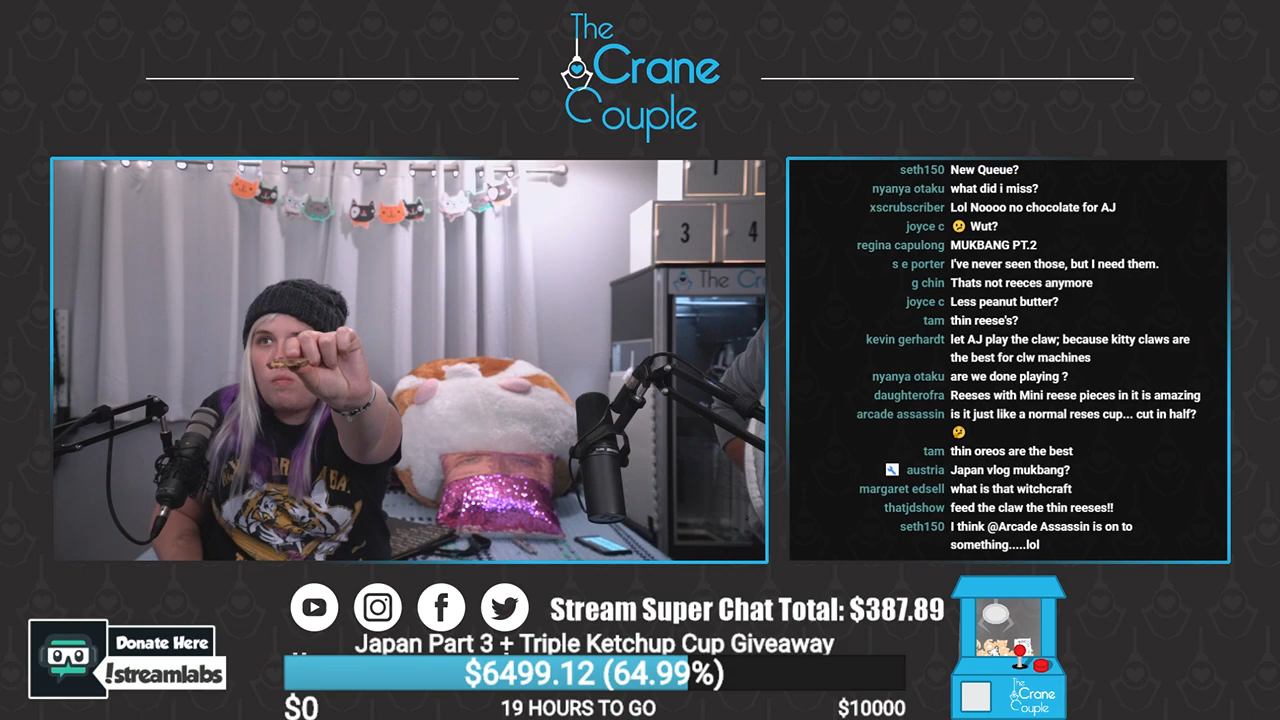 The
Crane
Couple
1
3
4
The Cr
seth150 New Queue?
nyanya otaku what did i miss?
xscrubscriber Lol Noooo no chocolate for AJ
joyce c 😕 Wut?
regina capulong MUKBANG PT.2
s e porter I've never seen those, but I need them.
g chin Thats not reeces anymore
joyce c Less peanut butter?
tam thin reese's?
kevin gerhardt let AJ play the claw; because kitty claws are
the best for clw machines
nyanya otaku are we done playing ?
daughterofra Reeses with Mini reese pieces in it is amazing
arcade assassin is it just like a normal reses cup... cut in half?
😕
tam thin oreos are the best
austria Japan vlog mukbang?
margaret edsell what is that witchcraft
thatjdshow feed the claw the thin reeses!!
seth150 I think @Arcade Assassin is on to
something.....lol
Stream Super Chat Total: $387.89
Japan Part 3 + Triple Ketchup Cup Giveaway
$6499.12 (64.99%)
$0
19 HOURS TO GO
$10000
Donate Here
!streamlabs
The
Crane
Couple